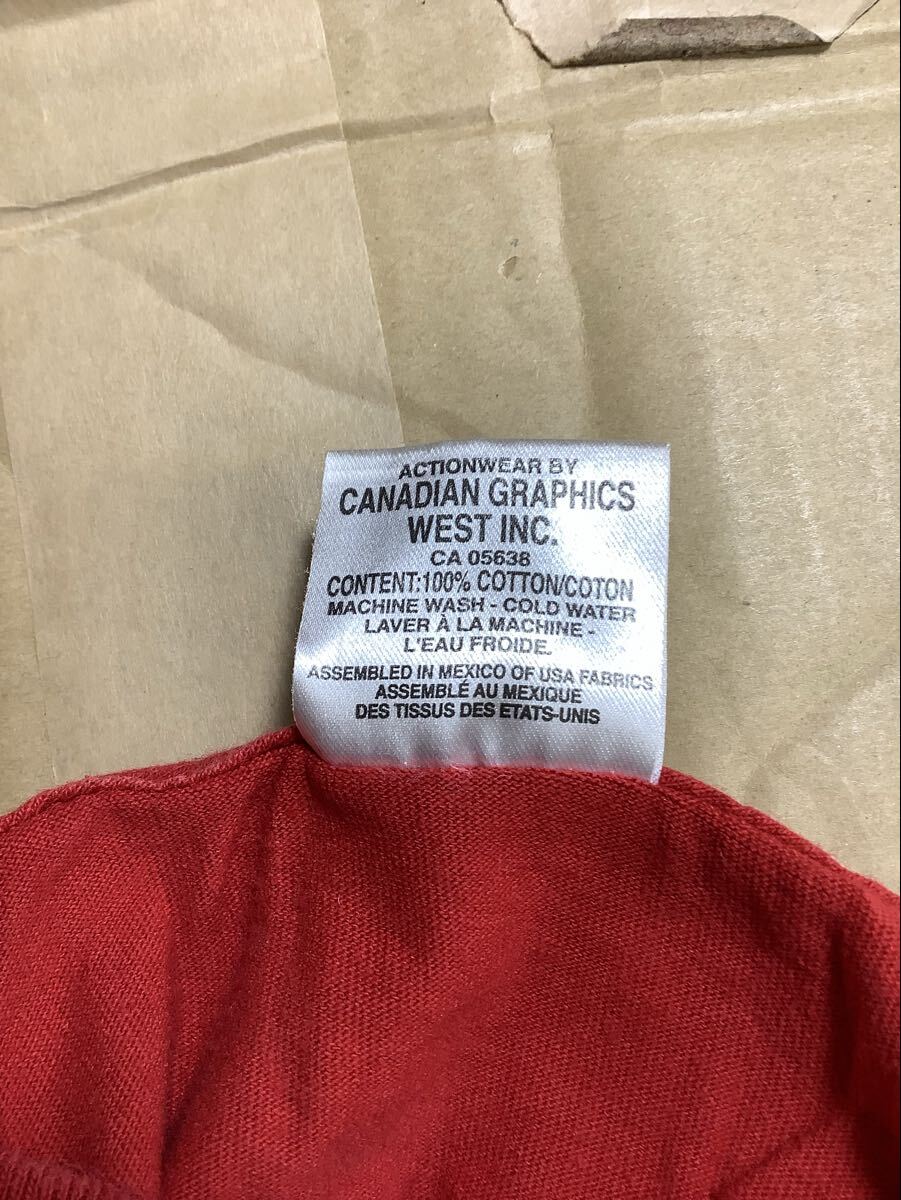 ACTIONWEAR BY
CANADIAN GRAPHICS
WEST INC.
CA 05638
CONTENT:100% COTTON/COTON
MACHINE WASH - COLD WATER
LAVER À LA MACHINE -
L'EAU FROIDE.
ASSEMBLED IN MEXICO OF USA FABRICS
ASSEMBLÉ AU MEXIQUE
DES TISSUS DES ETATS-UNIS